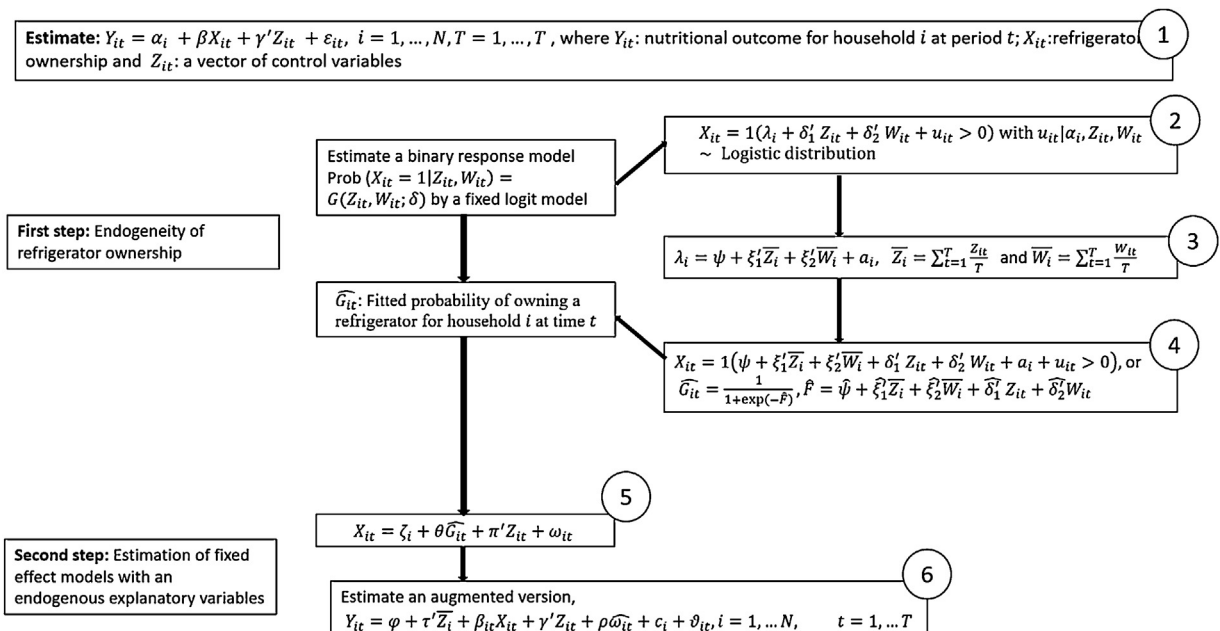 Estimate: Y_it = α_i + βX_it + γ′Z_it + ε_it, i = 1, …, N, T = 1, …, T , where Y_it: nutritional outcome for household i at period t; X_it:refrigerator
ownership and Z_it: a vector of control variables
1
2
X_it = 1(λ_i + δ′_1 Z_it + δ′_2 W_it + u_it > 0) with u_it|α_i, Z_it, W_it
~ Logistic distribution
Estimate a binary response model
Prob (X_it = 1|Z_it, W_it) =
G(Z_it, W_it; δ) by a fixed logit model
First step: Endogeneity of
refrigerator ownership
3
λ_i = ψ + ξ′_1 Z̅_i + ξ′_2 W̅_i + a_i, Z̅_i = ∑_{t=1}^T Z_it/T and W̅_i = ∑_{t=1}^T W_it/T
Ĝ_it: Fitted probability of owning a
refrigerator for household i at time t
4
X_it = 1(ψ + ξ′_1 Z̅_i + ξ′_2 W̅_i + δ′_1 Z_it + δ′_2 W_it + a_i + u_it > 0), or
Ĝ_it = 1/(1+exp(−F̂)), F̂ = ψ̂ + ξ̂′_1 Z̅_i + ξ̂′_2 W̅_i + δ̂′_1 Z_it + δ̂′_2 W_it
5
X_it = ζ_i + θĜ_it + π′Z_it + ω_it
Second step: Estimation of fixed
effect models with an
endogenous explanatory variables
6
Estimate an augmented version,
Y_it = φ + τ′Z̅_i + β_it X_it + γ′Z_it + ρω̂_it + c_i + ϑ_it, i = 1, … N, t = 1, … T